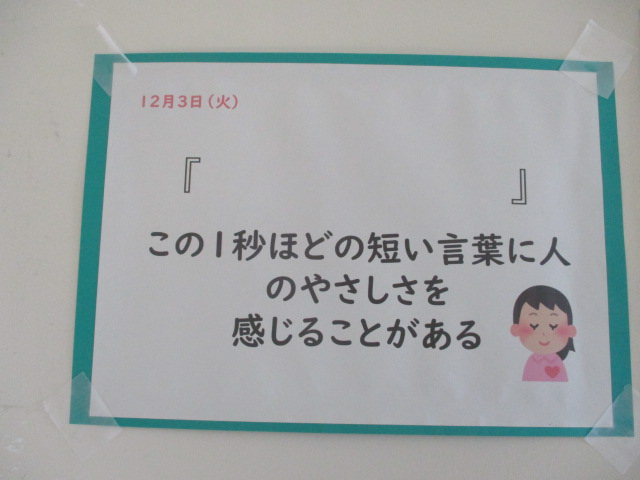 12月3日（火）
『　　　　　　　　』
この1秒ほどの短い言葉に人
のやさしさを
感じることがある